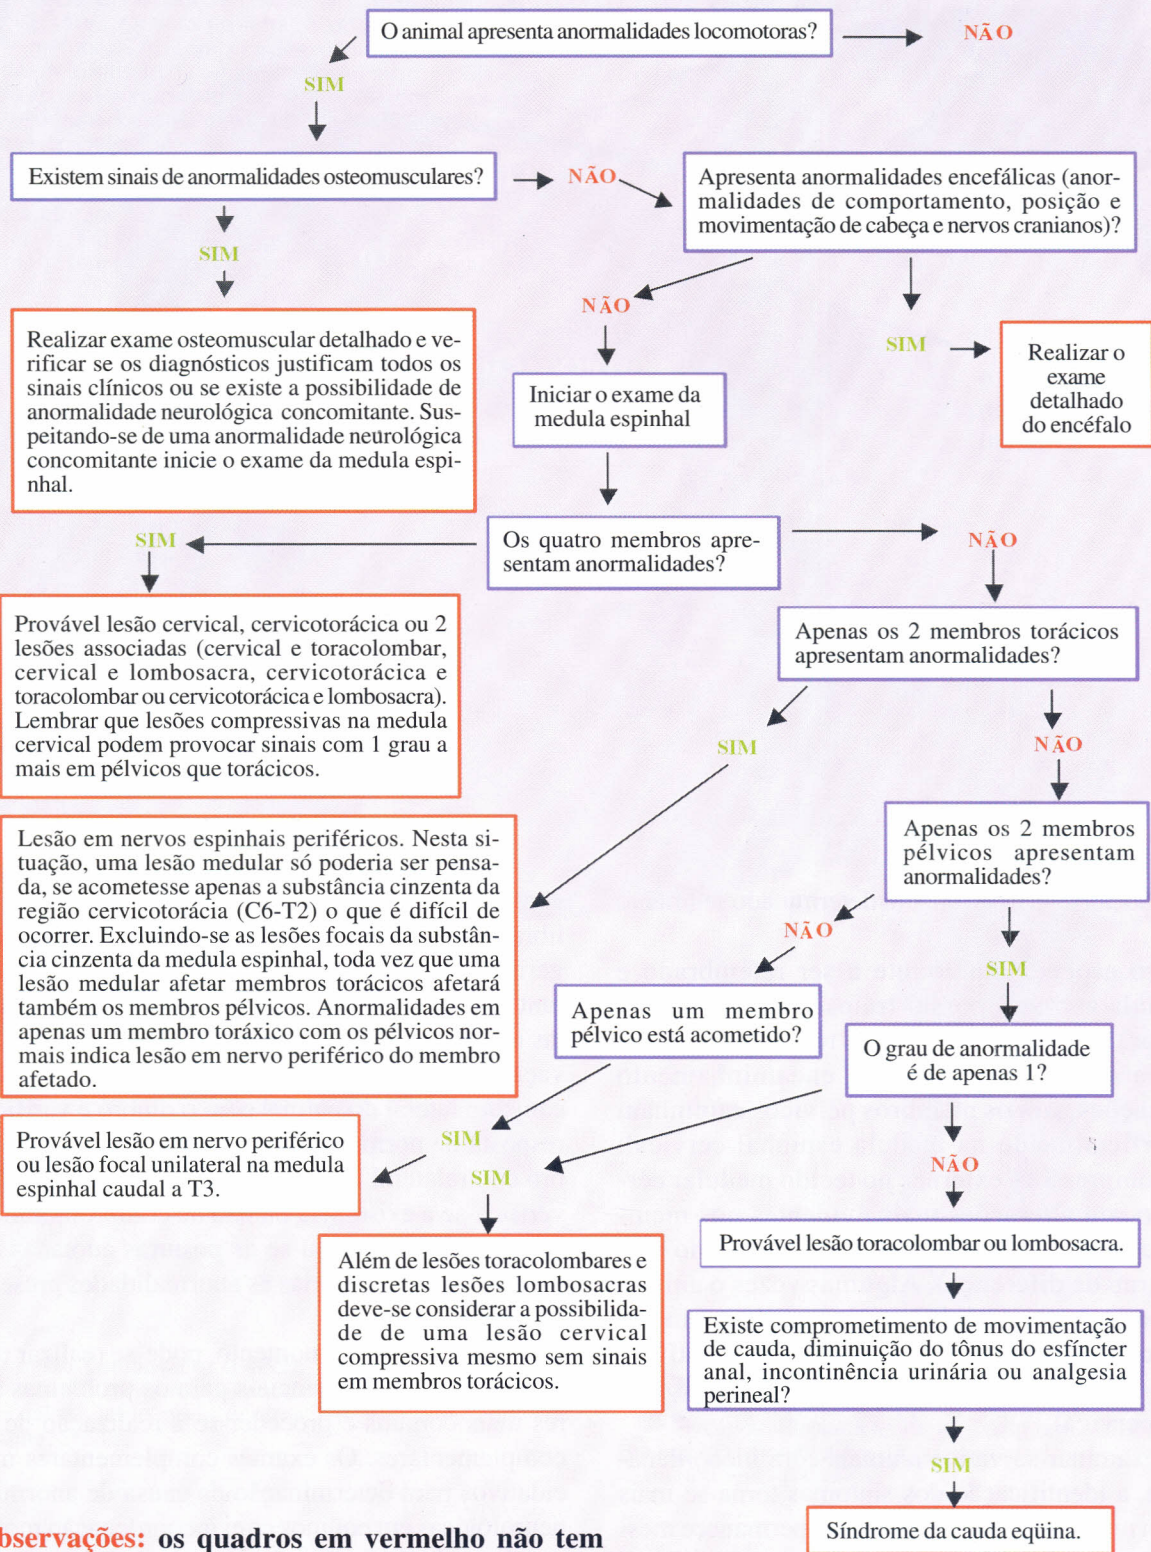 O animal apresenta anormalidades locomotoras?
NÃO
SIM
Existem sinais de anormalidades osteomusculares?
NÃO
Apresenta anormalidades encefálicas (anor-
malidades de comportamento, posição e
movimentação de cabeça e nervos cranianos)?
SIM
NÃO
SIM
Realizar exame osteomuscular detalhado e ve-
rificar se os diagnósticos justificam todos os
sinais clínicos ou se existe a possibilidade de
anormalidade neurológica concomitante. Sus-
peitando-se de uma anormalidade neurológica
concomitante inicie o exame da medula espi-
nhal.
Iniciar o exame da
medula espinhal
Realizar o
exame
detalhado
do encéfalo
SIM
Os quatro membros apre-
sentam anormalidades?
NÃO
Provável lesão cervical, cervicotorácica ou 2
lesões associadas (cervical e toracolombar,
cervical e lombosacra, cervicotorácica e
toracolombar ou cervicotorácica e lombosacra).
Lembrar que lesões compressivas na medula
cervical podem provocar sinais com 1 grau a
mais em pélvicos que torácicos.
Apenas os 2 membros torácicos
apresentam anormalidades?
SIM
NÃO
Lesão em nervos espinhais periféricos. Nesta si-
tuação, uma lesão medular só poderia ser pensa-
da, se acometesse apenas a substância cinzenta da
região cervicotorácia (C6-T2) o que é difícil de
ocorrer. Excluindo-se as lesões focais da substân-
cia cinzenta da medula espinhal, toda vez que uma
lesão medular afetar membros torácicos afetará
também os membros pélvicos. Anormalidades em
apenas um membro toráxico com os pélvicos nor-
mais indica lesão em nervo periférico do membro
afetado.
Apenas os 2 membros
pélvicos apresentam
anormalidades?
NÃO
SIM
Apenas um membro
pélvico está acometido?
O grau de anormalidade
é de apenas 1?
Provável lesão em nervo periférico
ou lesão focal unilateral na medula
espinhal caudal a T3.
SIM
SIM
NÃO
Além de lesões toracolombares e
discretas lesões lombosacras
deve-se considerar a possibilida-
de de uma lesão cervical
compressiva mesmo sem sinais
em membros torácicos.
Provável lesão toracolombar ou lombosacra.
Existe comprometimento de movimentação
de cauda, diminuição do tônus do esfíncter
anal, incontinência urinária ou analgesia
perineal?
SIM
Síndrome da cauda eqüina.
bservações: os quadros em vermelho não tem